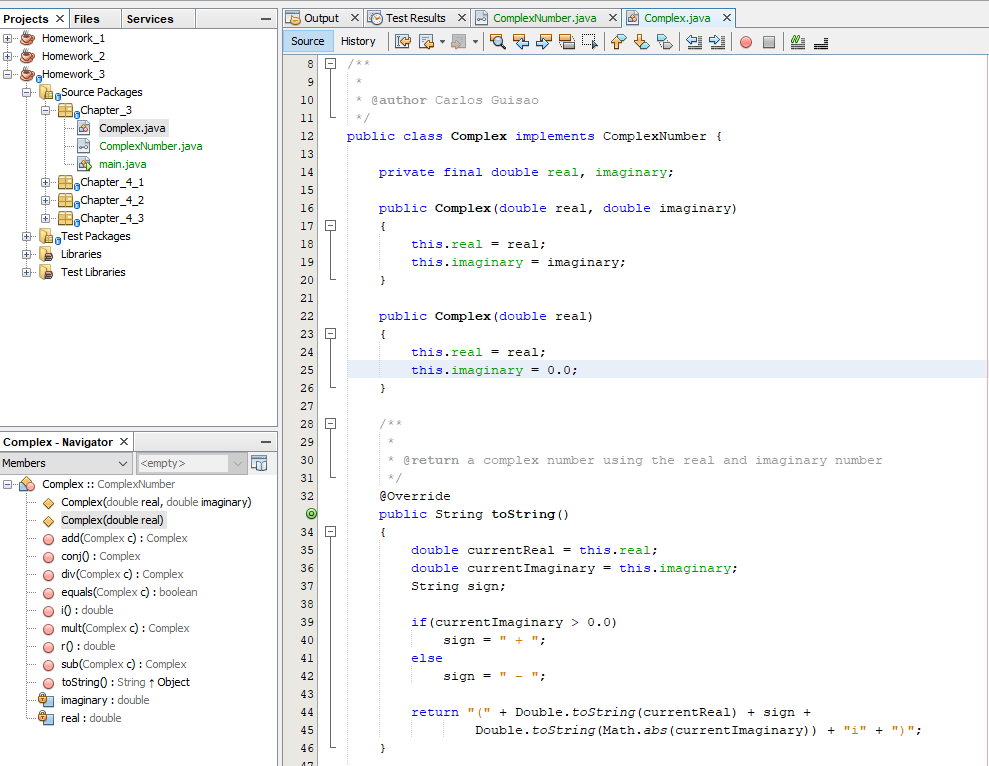 Projects Files Services
Homework_1
Homework_2
Homework_3
Source Packages
Chapter_3
Complex.java
ComplexNumber.java
main.java
Chapter_4_1
Chapter_4_2
Chapter_4_3
Test Packages
Libraries
Test Libraries
Complex - Navigator
Members <empty>
Complex :: ComplexNumber
Complex(double real, double imaginary)
Complex(double real)
add(Complex c) : Complex
conj() : Complex
div(Complex c) : Complex
equals(Complex c) : boolean
i() : double
mult(Complex c) : Complex
r() : double
sub(Complex c) : Complex
toString() : String ↑ Object
imaginary : double
real : double
Output Test Results ComplexNumber.java Complex.java
Source History
8 /**
9 *
10 * @author Carlos Guisao
11 */
12 public class Complex implements ComplexNumber {
13
14 private final double real, imaginary;
15
16 public Complex(double real, double imaginary)
17 {
18 this.real = real;
19 this.imaginary = imaginary;
20 }
21
22 public Complex(double real)
23 {
24 this.real = real;
25 this.imaginary = 0.0;
26 }
27
28 /**
29 *
30 * @return a complex number using the real and imaginary number
31 */
32 @Override
public String toString()
34 {
35 double currentReal = this.real;
36 double currentImaginary = this.imaginary;
37 String sign;
38
39 if(currentImaginary > 0.0)
40 sign = " + ";
41 else
42 sign = " - ";
43
44 return "(" + Double.toString(currentReal) + sign +
45 Double.toString(Math.abs(currentImaginary)) + "i" + ")";
46 }
47